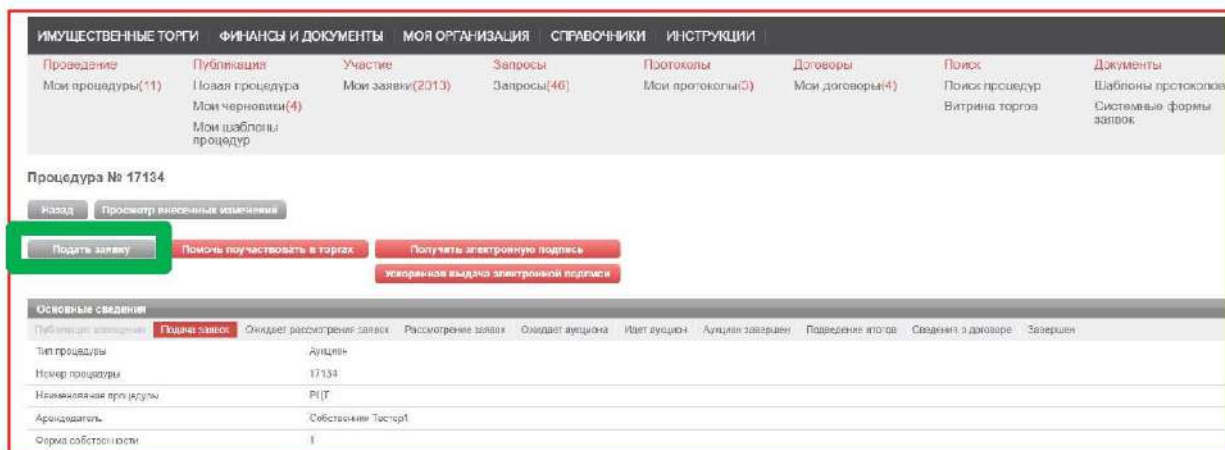 ИМУЩЕСТВЕННЫЕ ТОРГИ ФИНАНСЫ И ДОКУМЕНТЫ МОЯ ОРГАНИЗАЦИЯ СПРАВОЧНИКИ ИНСТРУКЦИИ
Проведение Публикация Участие Запросы Протоколы Договоры Поиск Документы
Мои процедуры(11) Новая процедура Мои заявки(2013) Запросы(46) Мои протоколы(3) Мои договоры(4) Поиск процедур Шаблоны протоколов
Мои черновики(4) Витрина торгов Системные формы
Мои шаблоны заявок
процедур
Процедура № 17134
Назад Просмотр внесенных изменений
Подать заявку Помочь поучаствовать в торгах Получить электронную подпись
Ускоренная выдача электронной подписи
Основные сведения
Публикация извещения Подача заявок Ожидает рассмотрения заявок Рассмотрение заявок Ожидает аукциона Идет аукцион Аукцион завершен Подведение итогов Сведения о договоре Завершен
Тип процедуры Аукцион
Номер процедуры 17134
Наименование процедуры РЦТ
Арендодатель Собственник Тестер1
Форма собственности 1